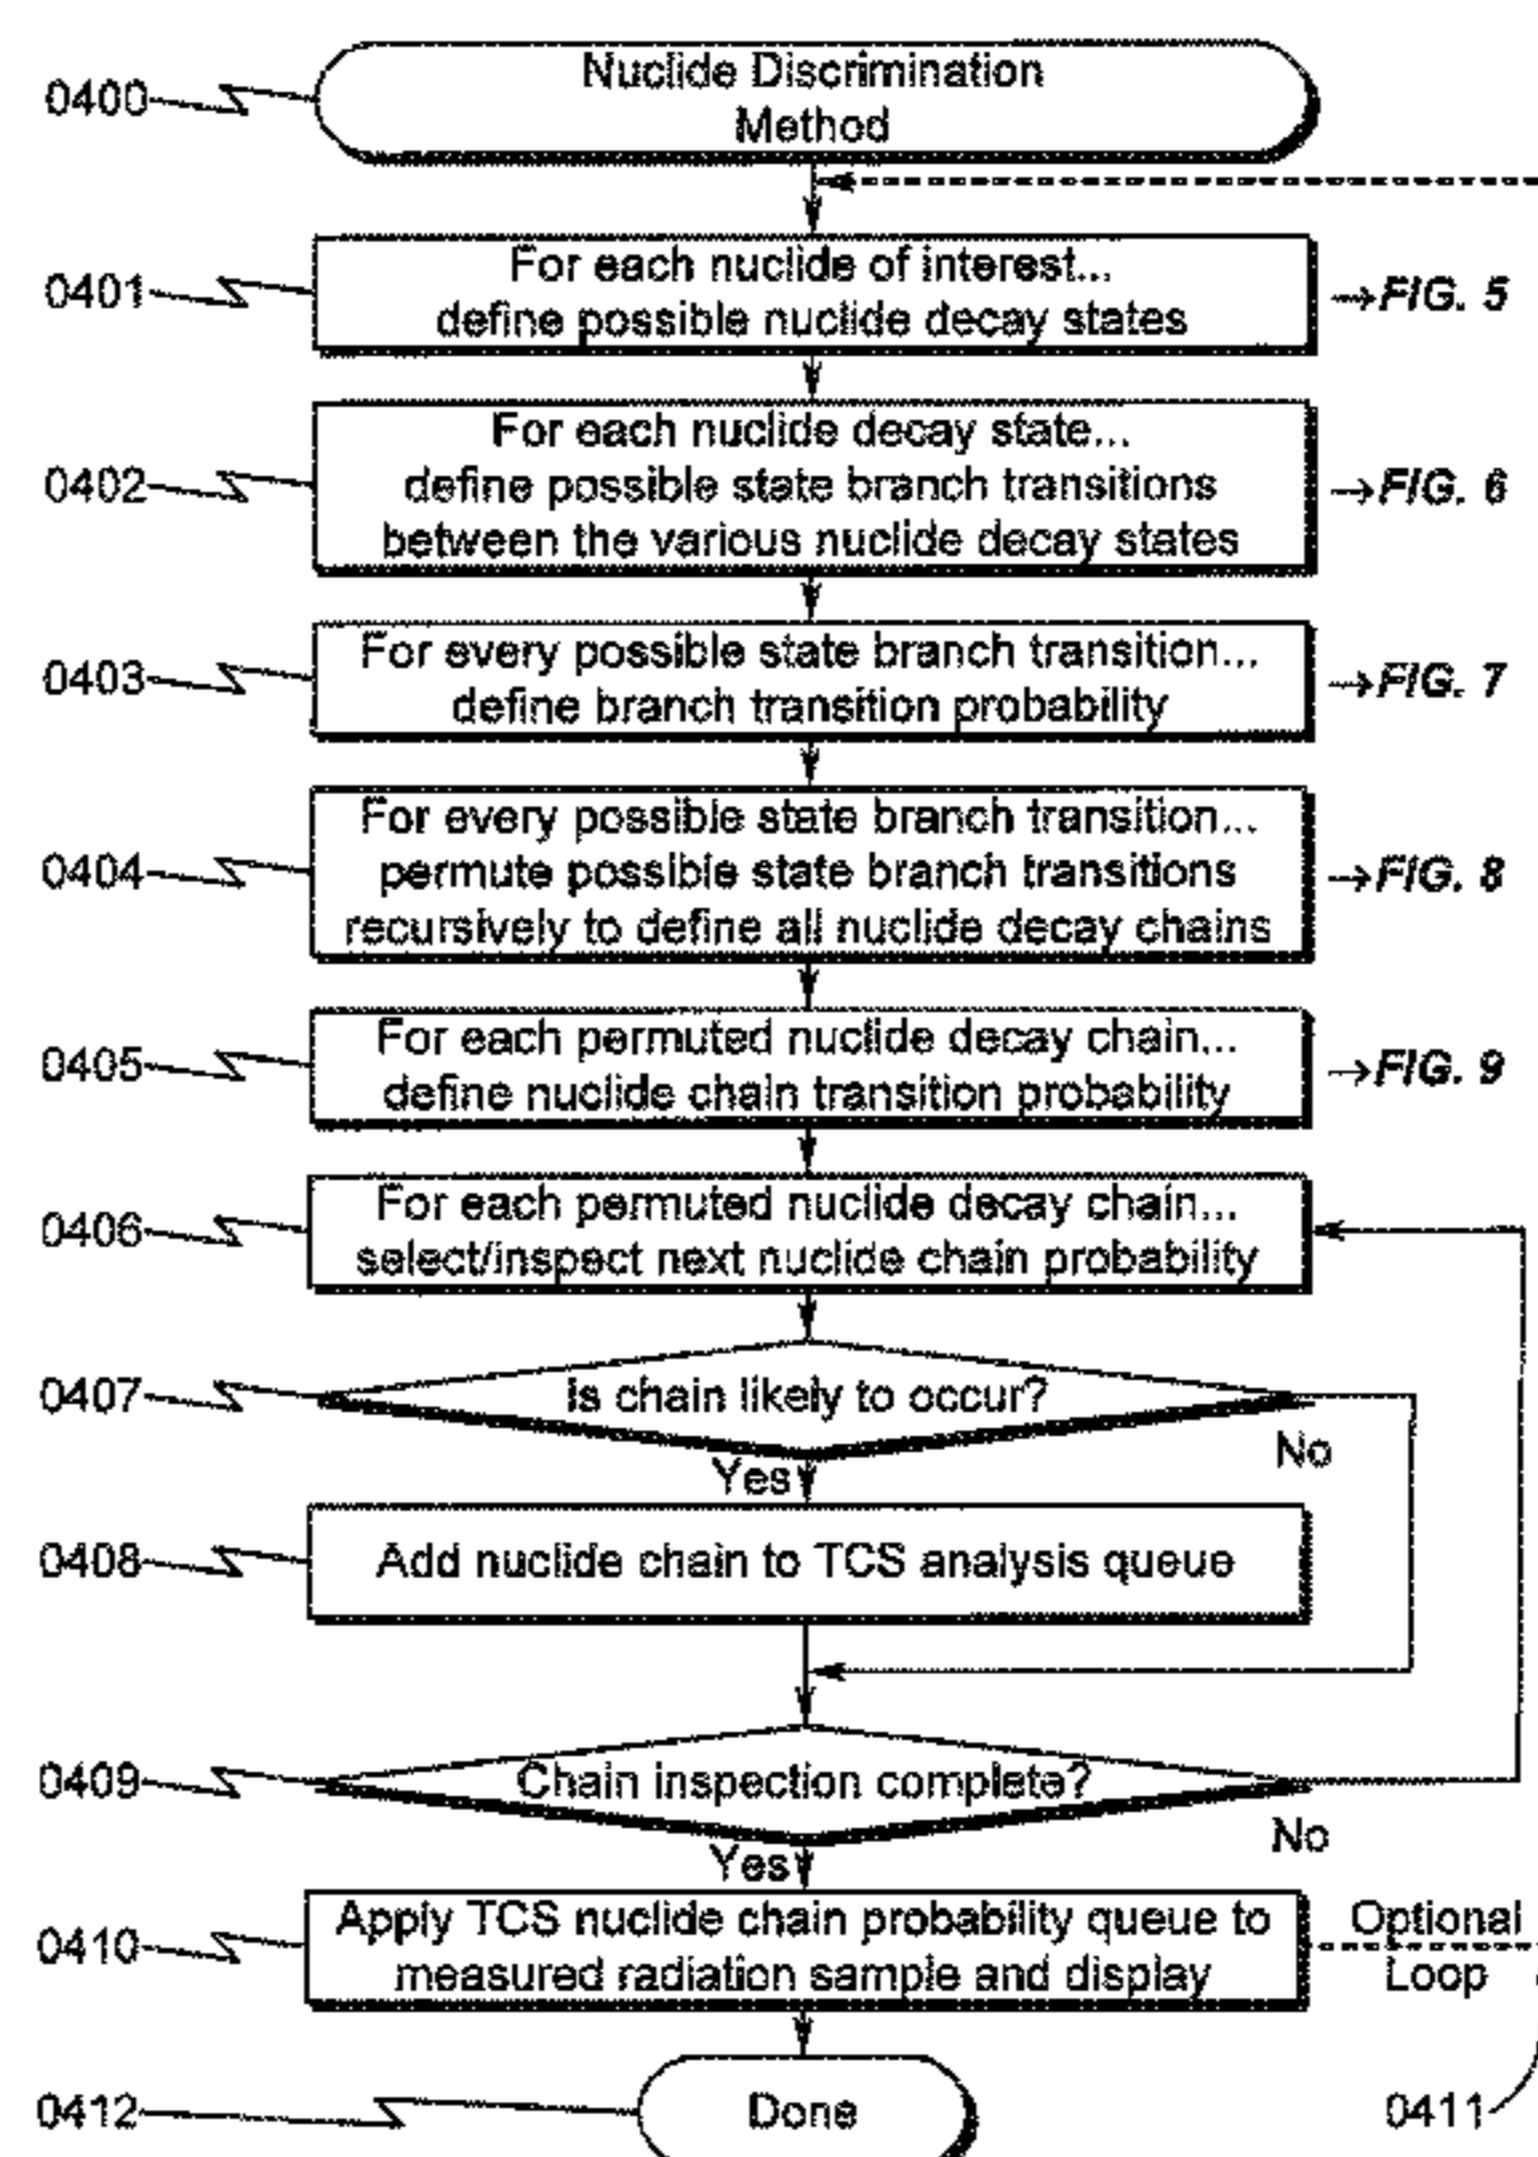 0400
Nuclide Discrimination
Method
0401
For each nuclide of interest...
define possible nuclide decay states
→FIG. 5
0402
For each nuclide decay state...
define possible state branch transitions
between the various nuclide decay states
→FIG. 6
0403
For every possible state branch transition...
define branch transition probability
→FIG. 7
0404
For every possible state branch transition...
permute possible state branch transitions
recursively to define all nuclide decay chains
→FIG. 8
0405
For each permuted nuclide decay chain...
define nuclide chain transition probability
→FIG. 9
0406
For each permuted nuclide decay chain...
select/inspect next nuclide chain probability
0407
Is chain likely to occur?
No
Yes
0408
Add nuclide chain to TCS analysis queue
0409
Chain inspection complete?
No
Yes
0410
Apply TCS nuclide chain probability queue to
measured radiation sample and display
Optional
Loop
0412
Done
0411